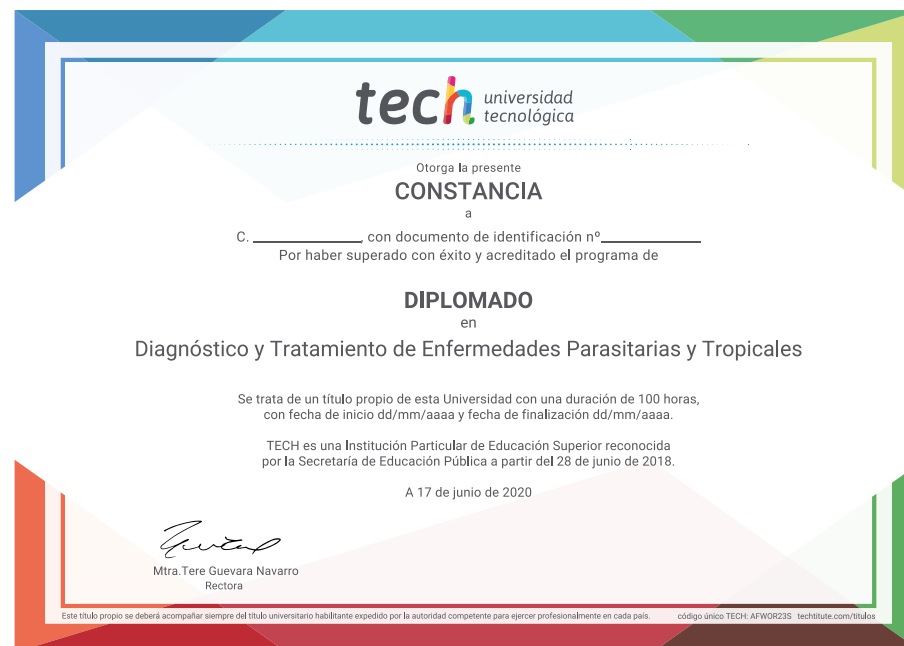 tech universidad
tecnológica
Otorga la presente
CONSTANCIA
a
C. ______________, con documento de identificación nº______________
Por haber superado con éxito y acreditado el programa de
DIPLOMADO
en
Diagnóstico y Tratamiento de Enfermedades Parasitarias y Tropicales
Se trata de un título propio de esta Universidad con una duración de 100 horas,
con fecha de inicio dd/mm/aaaa y fecha de finalización dd/mm/aaaa.
TECH es una Institución Particular de Educación Superior reconocida
por la Secretaría de Educación Pública a partir del 28 de junio de 2018.
A 17 de junio de 2020
Mtra.Tere Guevara Navarro
Rectora
Este título propio se deberá acompañar siempre del título universitario habilitante expedido por la autoridad competente para ejercer profesionalmente en cada país. código único TECH: AFWOR23S techtitute.com/titulos